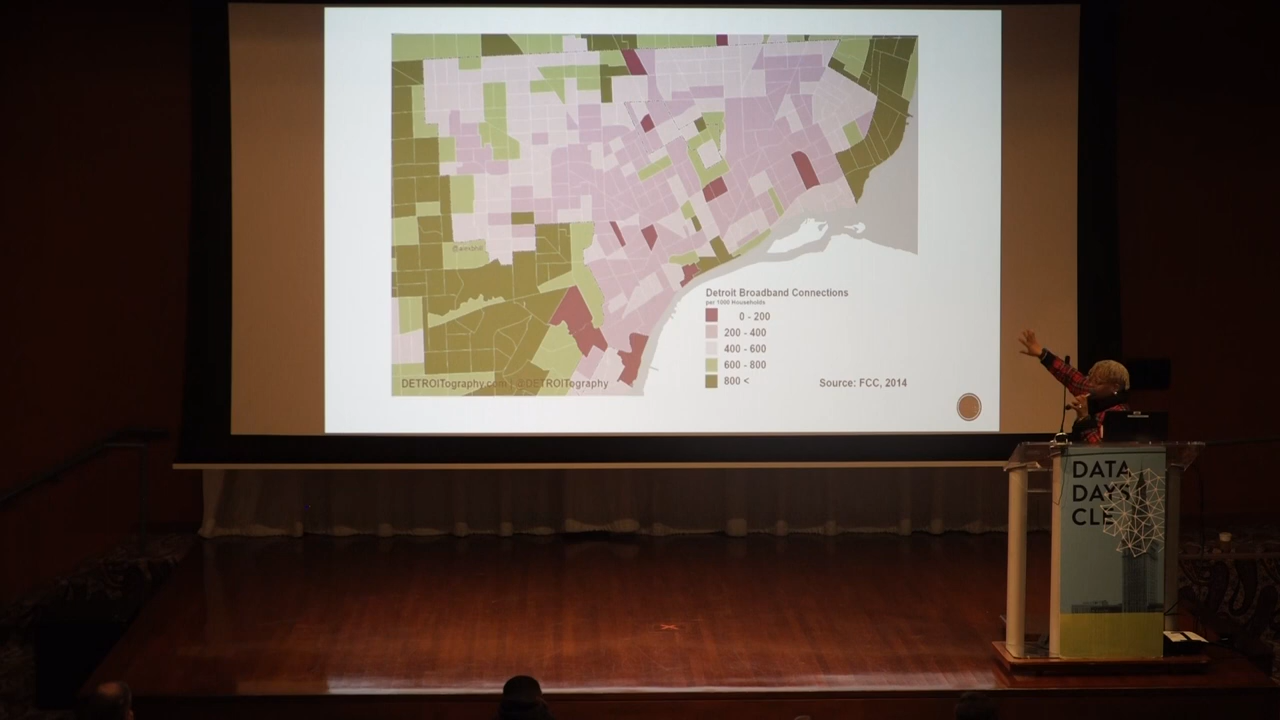 Detroit Broadband Connections
per 1000 Households
0 - 200
200 - 400
400 - 600
600 - 800
800 <
DETROITography.com | @DETROITography
Source: FCC, 2014
DATA
DAYS
CLE